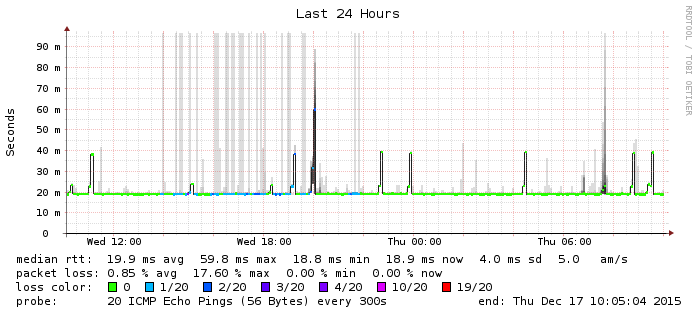 Last 24 Hours
RRDTOOL / TOBI OETIKER
Seconds
90 m
80 m
70 m
60 m
50 m
40 m
30 m
20 m
10 m
0
Wed 12:00 Wed 18:00 Thu 00:00 Thu 06:00
median rtt: 19.9 ms avg 59.8 ms max 18.8 ms min 18.9 ms now 4.0 ms sd 5.0 am/s
packet loss: 0.85 % avg 17.60 % max 0.00 % min 0.00 % now
loss color: 0 1/20 2/20 3/20 4/20 10/20 19/20
probe: 20 ICMP Echo Pings (56 Bytes) every 300s end: Thu Dec 17 10:05:04 2015